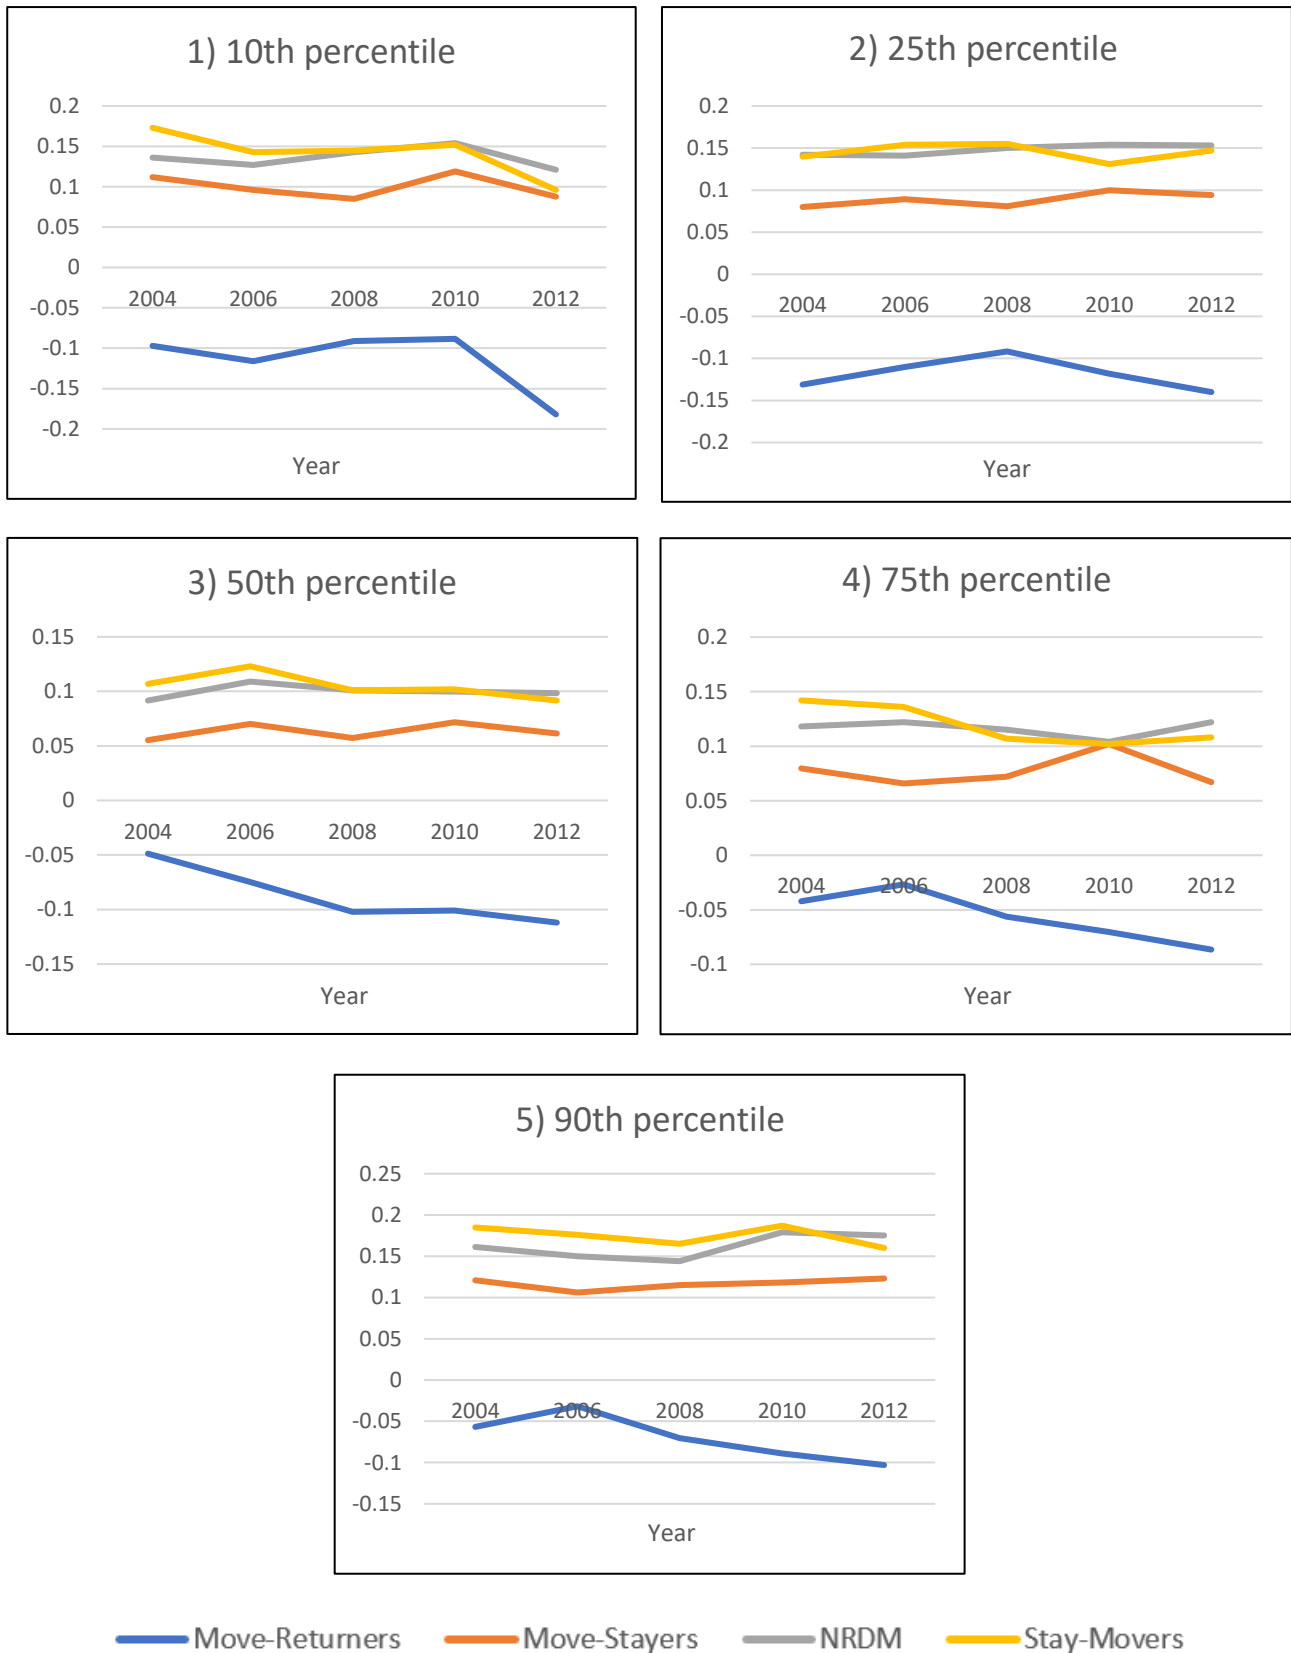 1) 10th percentile
0.2
0.15
0.1
0.05
0
-0.05
-0.1
-0.15
-0.2
2004 2006 2008 2010 2012
Year
2) 25th percentile
0.2
0.15
0.1
0.05
0
-0.05
-0.1
-0.15
-0.2
2004 2006 2008 2010 2012
Year
3) 50th percentile
0.15
0.1
0.05
0
-0.05
-0.1
-0.15
2004 2006 2008 2010 2012
Year
4) 75th percentile
0.2
0.15
0.1
0.05
0
-0.05
-0.1
2004 2006 2008 2010 2012
Year
5) 90th percentile
0.25
0.2
0.15
0.1
0.05
0
-0.05
-0.1
-0.15
2004 2006 2008 2010 2012
Year
Move-Returners Move-Stayers NRDM Stay-Movers